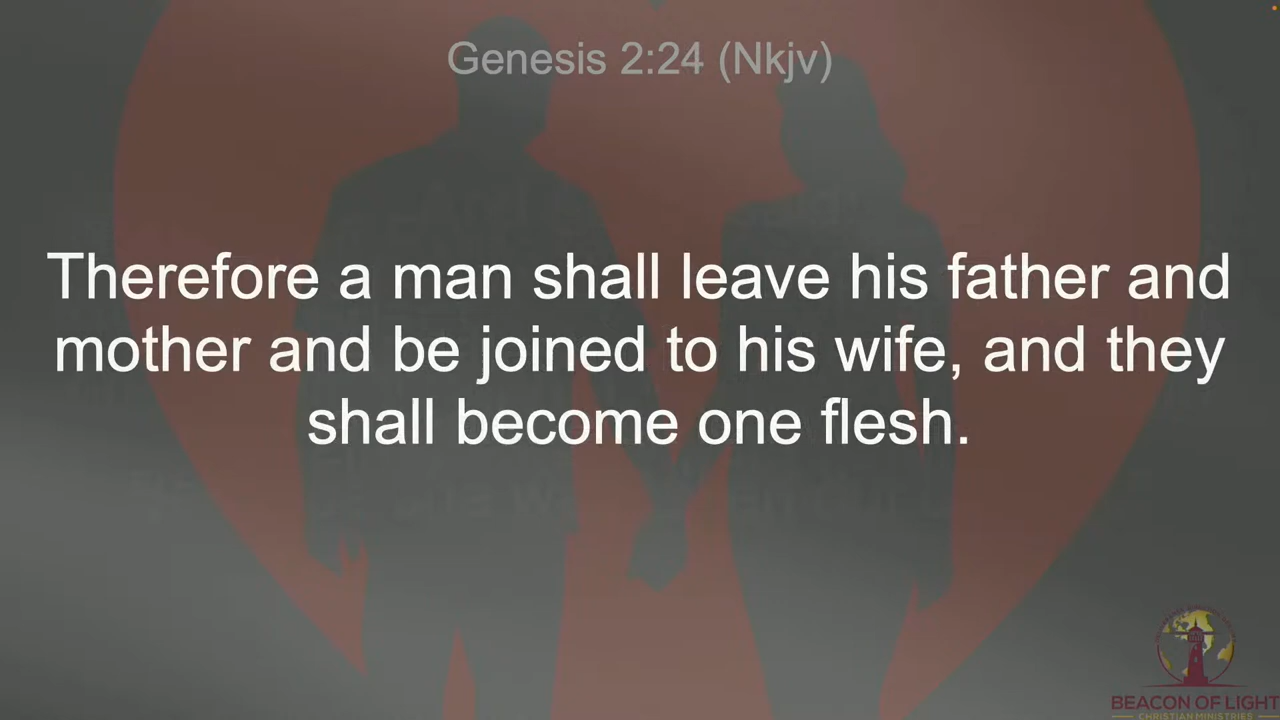 Genesis 2:24 (Nkjv)
Therefore a man shall leave his father and
mother and be joined to his wife, and they
shall become one flesh.
BEACON OF LIGHT
CHRISTIAN MINISTRIES